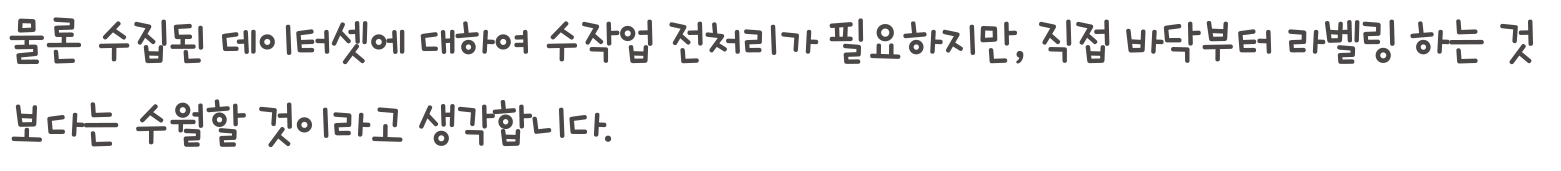 물론 수집된 데이터셋에 대하여 수작업 전처리가 필요하지만, 직접 바닥부터 라벨링 하는 것
보다는 수월할 것이라고 생각합니다.